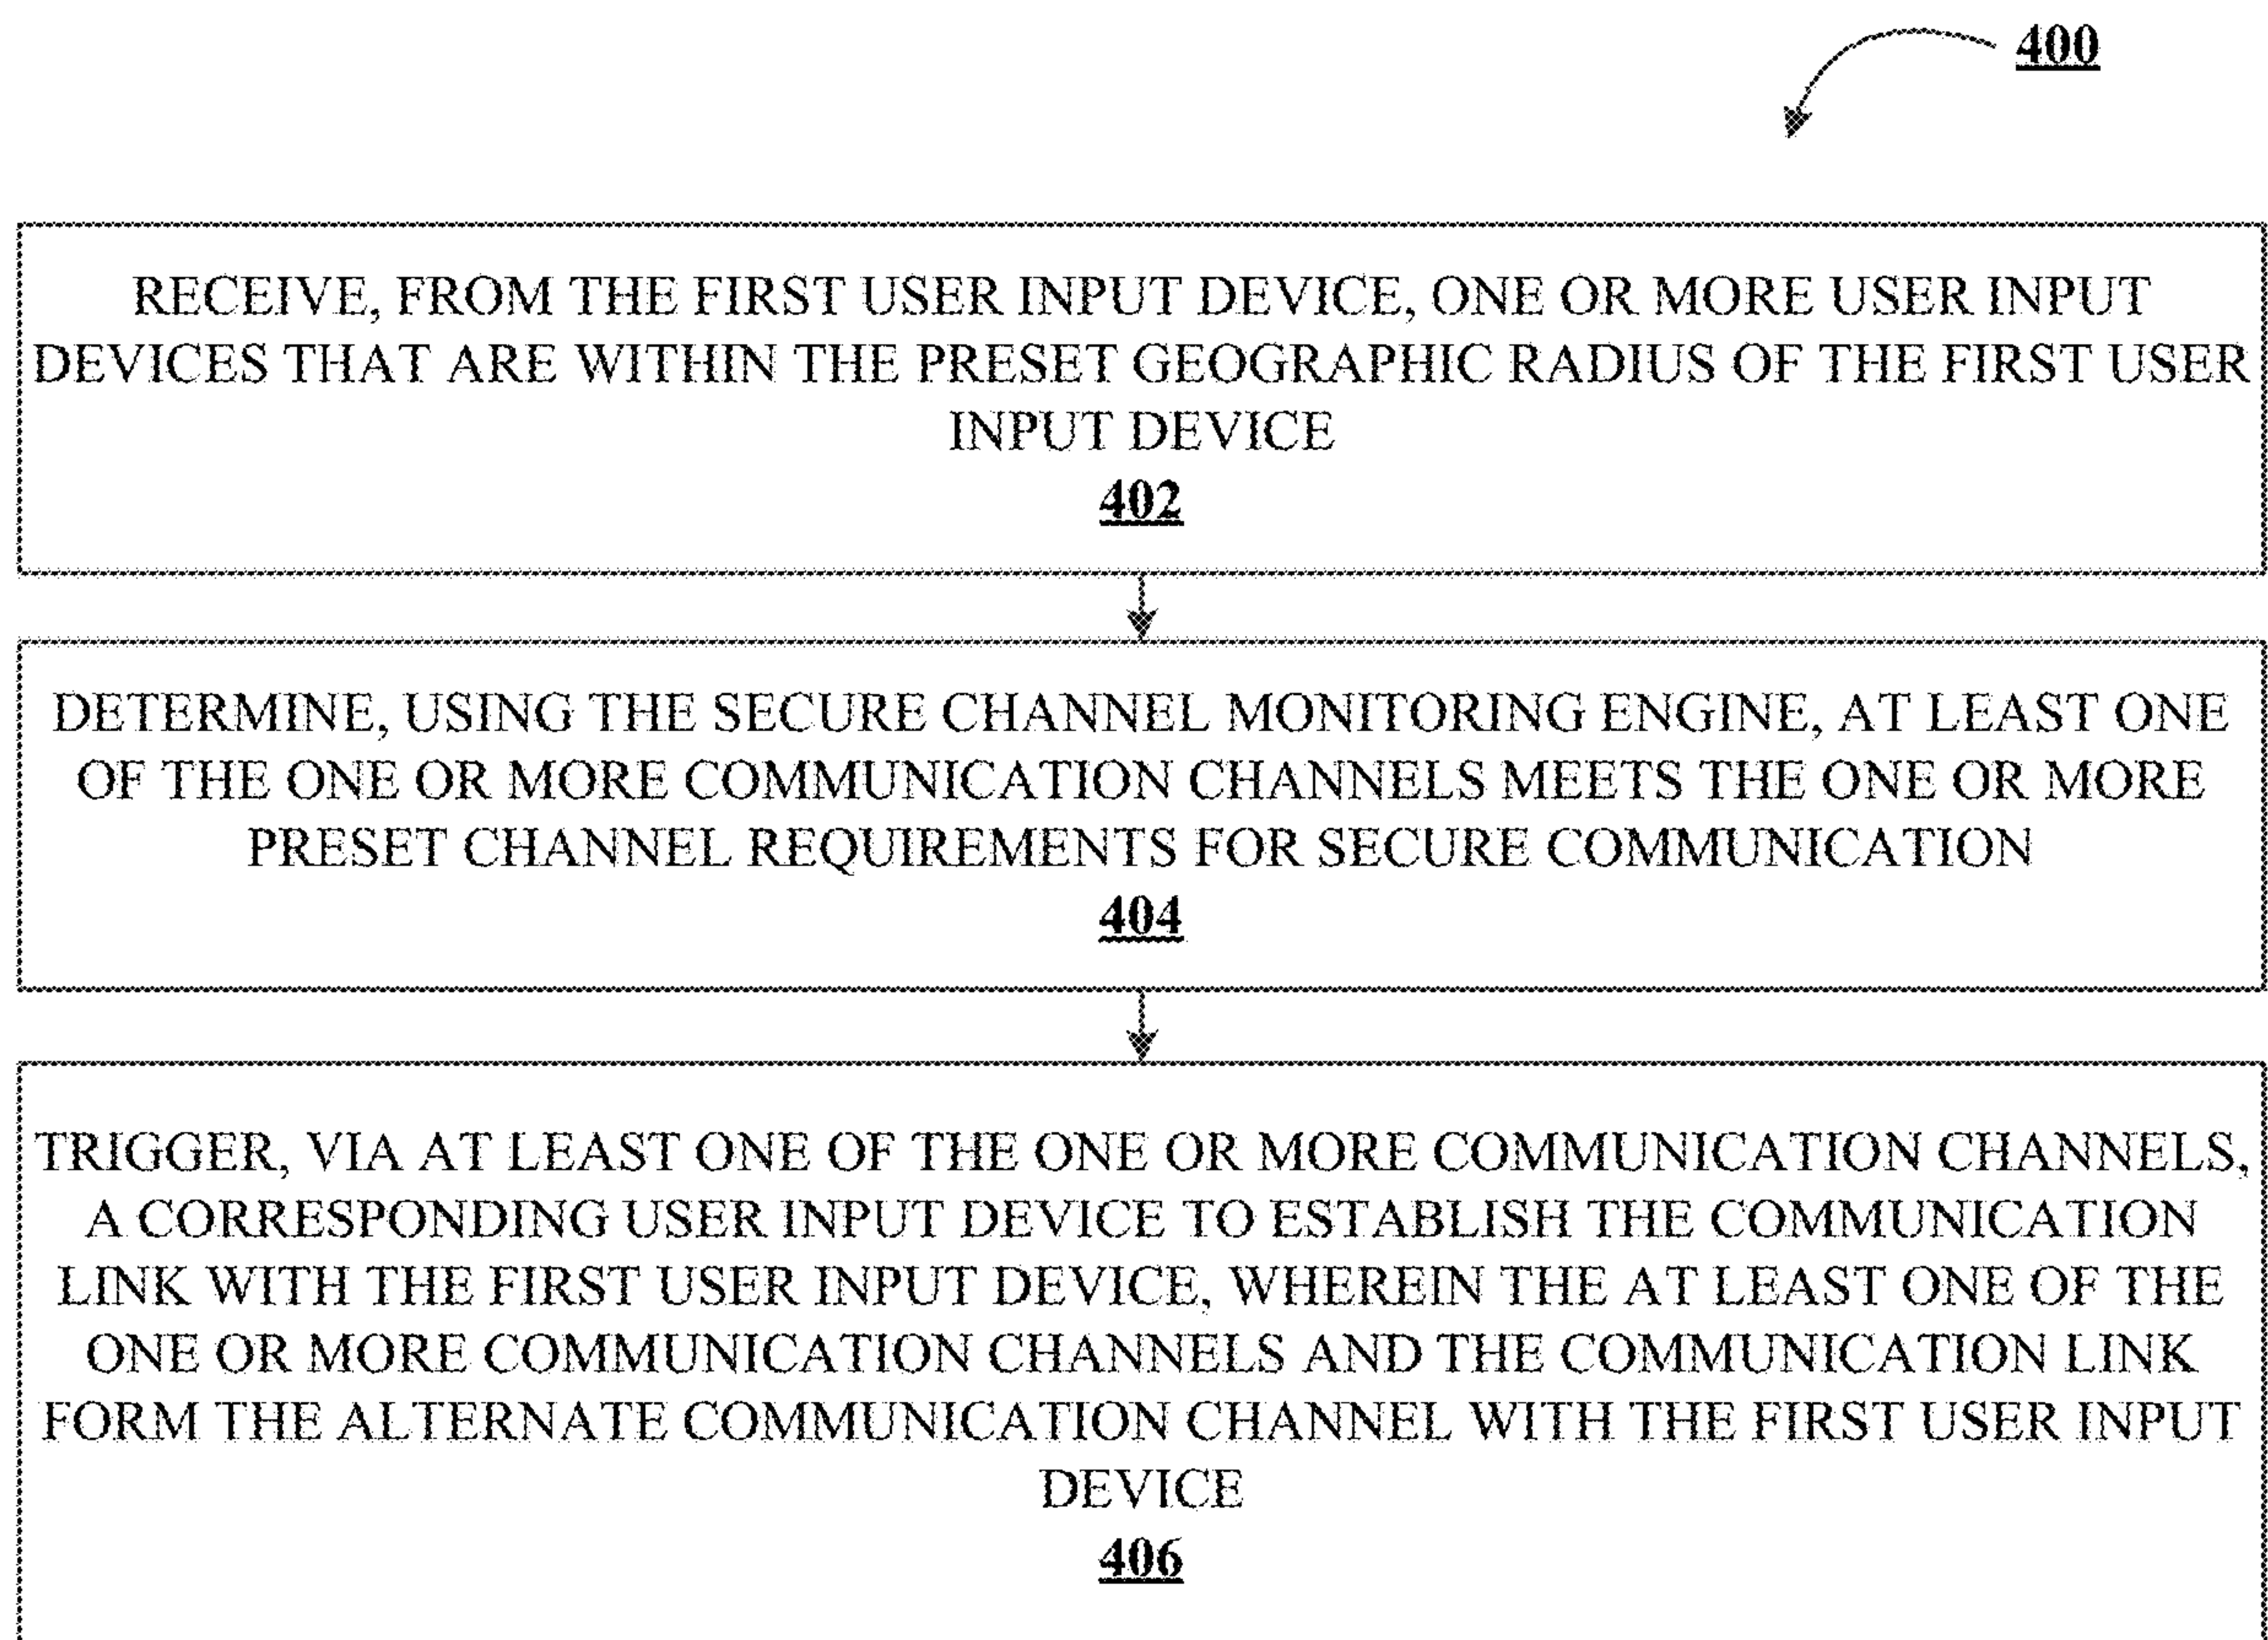 400
RECEIVE, FROM THE FIRST USER INPUT DEVICE, ONE OR MORE USER INPUT
DEVICES THAT ARE WITHIN THE PRESET GEOGRAPHIC RADIUS OF THE FIRST USER
INPUT DEVICE
402
DETERMINE, USING THE SECURE CHANNEL MONITORING ENGINE, AT LEAST ONE
OF THE ONE OR MORE COMMUNICATION CHANNELS MEETS THE ONE OR MORE
PRESET CHANNEL REQUIREMENTS FOR SECURE COMMUNICATION
404
TRIGGER, VIA AT LEAST ONE OF THE ONE OR MORE COMMUNICATION CHANNELS,
A CORRESPONDING USER INPUT DEVICE TO ESTABLISH THE COMMUNICATION
LINK WITH THE FIRST USER INPUT DEVICE, WHEREIN THE AT LEAST ONE OF THE
ONE OR MORE COMMUNICATION CHANNELS AND THE COMMUNICATION LINK
FORM THE ALTERNATE COMMUNICATION CHANNEL WITH THE FIRST USER INPUT
DEVICE
406